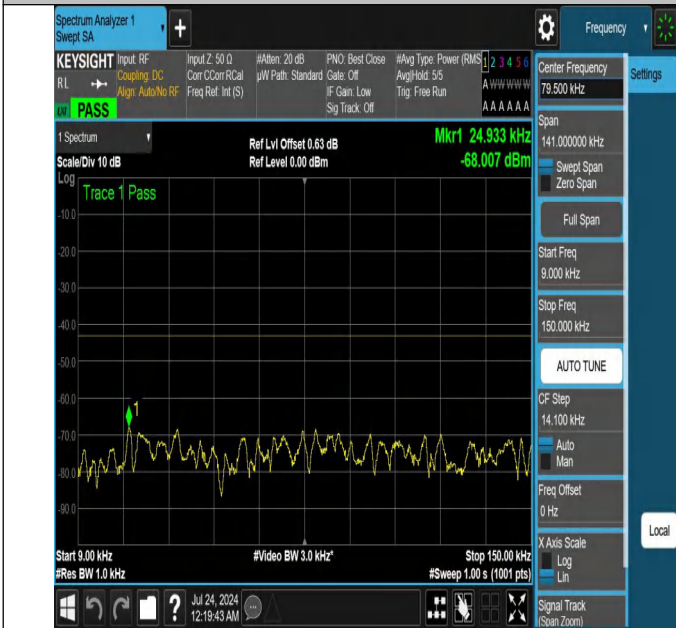 Spectrum Analyzer 1
Swept SA
+
Frequency
KEYSIGHT
RL
PASS
Input: RF
Coupling: DC
Align: Auto/No RF
Input Z: 50 Ω
Corr CCorr RCal
Freq Ref: Int (S)
#Atten: 20 dB
µW Path: Standard
PNO: Best Close
Gate: Off
IF Gain: Low
Sig Track: Off
#Avg Type: Power (RMS
Avg|Hold: 5/5
Trig: Free Run
1 2 3 4 5 6
A W W W W W
A A A A A A
1 Spectrum
Scale/Div 10 dB
Log
Ref Lvl Offset 0.63 dB
Ref Level 0.00 dBm
Mkr1 24.933 kHz
-68.007 dBm
Trace 1 Pass
-10.0
-20.0
-30.0
-40.0
-50.0
-60.0
-70.0
-80.0
-90.0
1
Start 9.00 kHz
#Res BW 1.0 kHz
#Video BW 3.0 kHz*
Stop 150.00 kHz
#Sweep 1.00 s (1001 pts)
?
Jul 24, 2024
12:19:43 AM
Center Frequency
79.500 kHz
Span
141.000000 kHz
Swept Span
Zero Span
Full Span
Start Freq
9.000 kHz
Stop Freq
150.000 kHz
AUTO TUNE
CF Step
14.100 kHz
Auto
Man
Freq Offset
0 Hz
X Axis Scale
Log
Lin
Signal Track
(Span Zoom)
Settings
Local